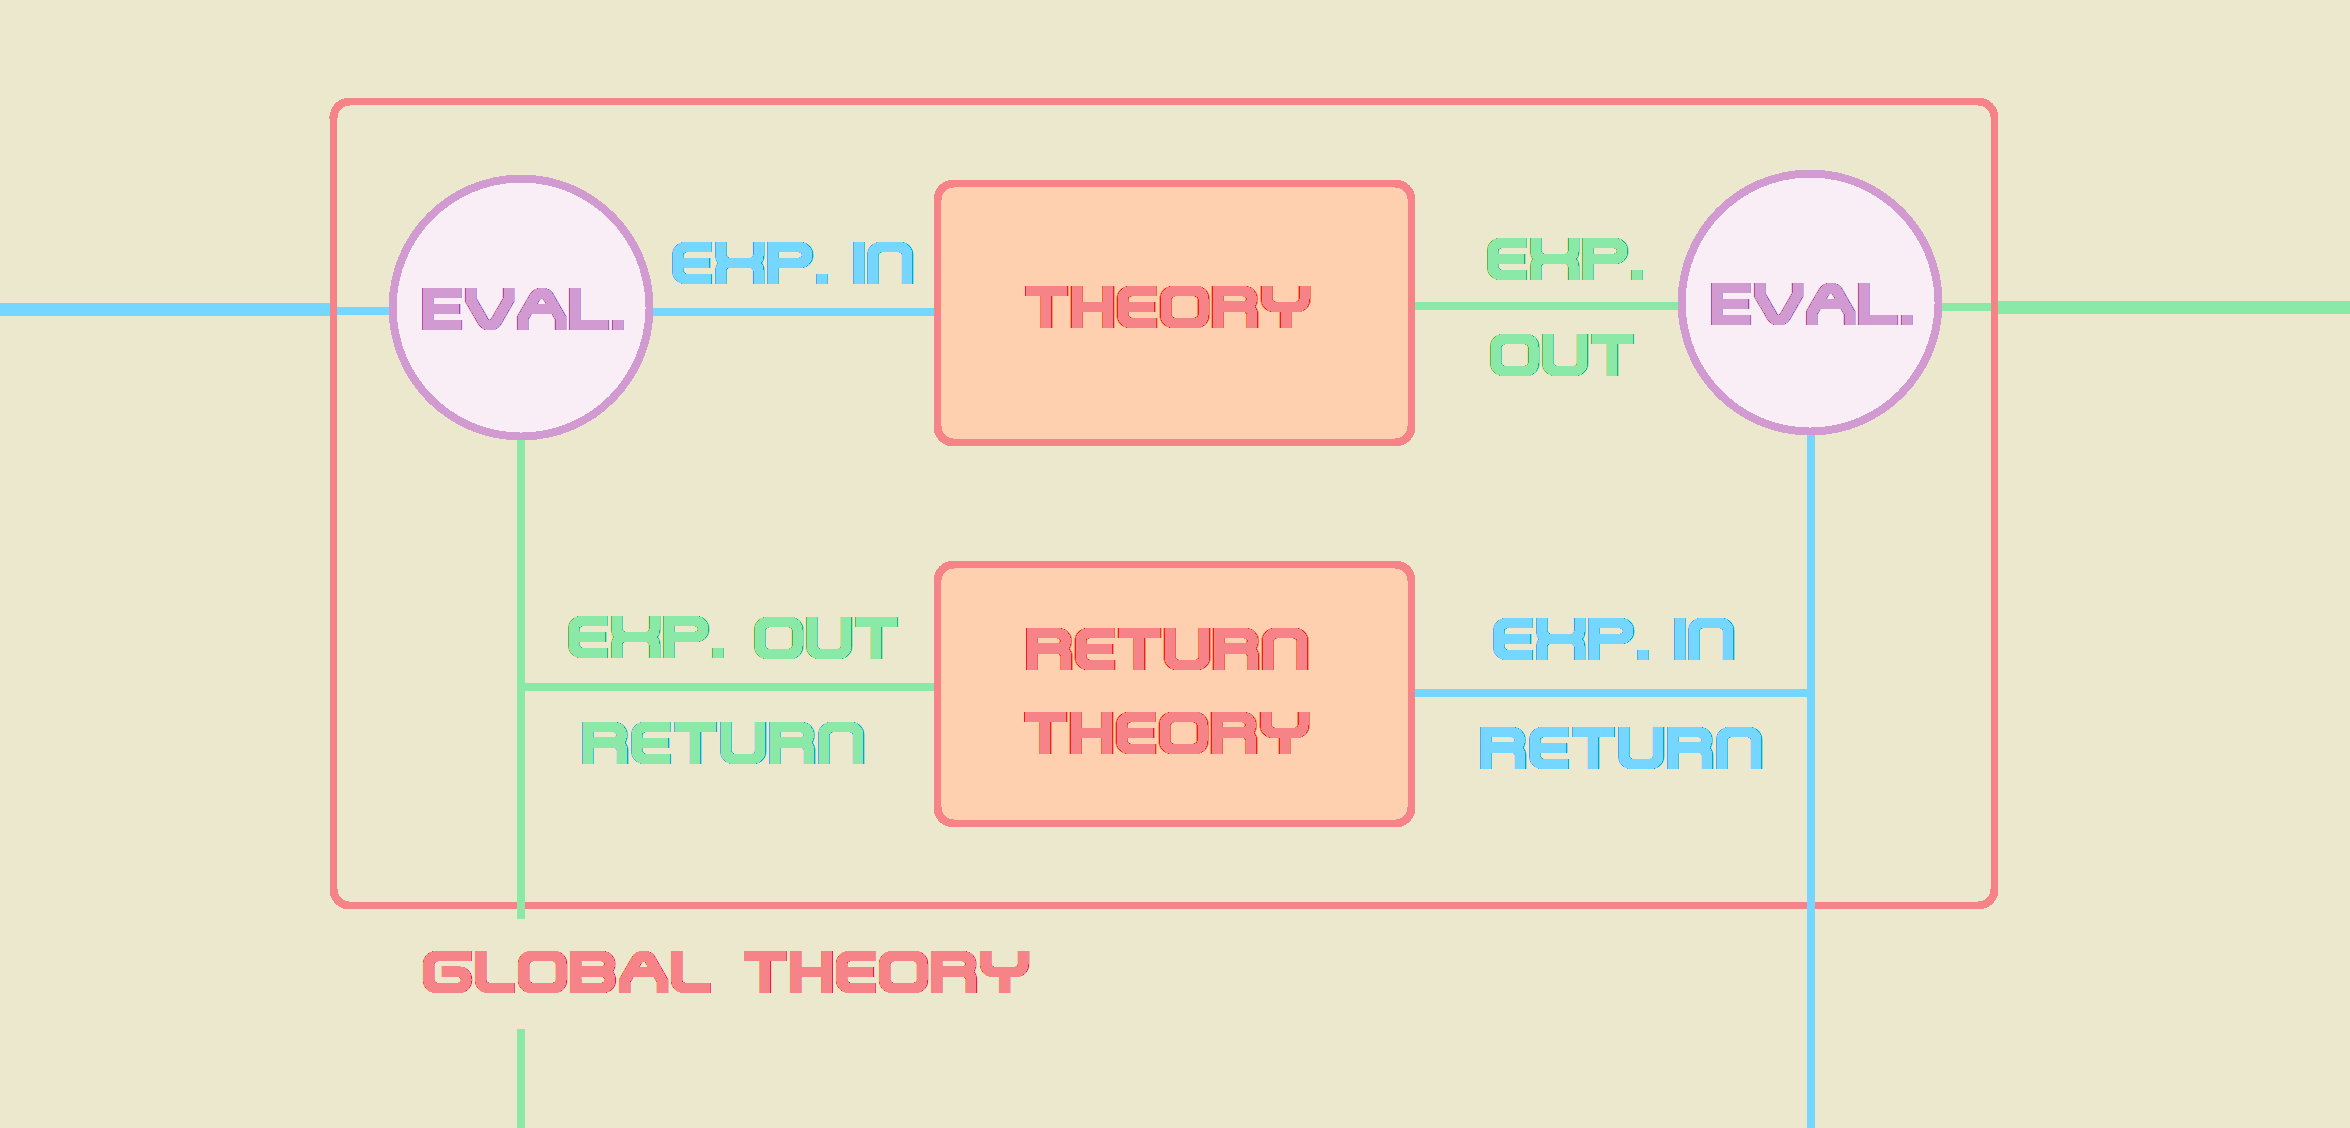 EVAL.
EXP. IN
THEORY
EXP.
OUT
EVAL.
EXP. OUT
RETURN
RETURN
THEORY
EXP. IN
RETURN
GLOBAL THEORY